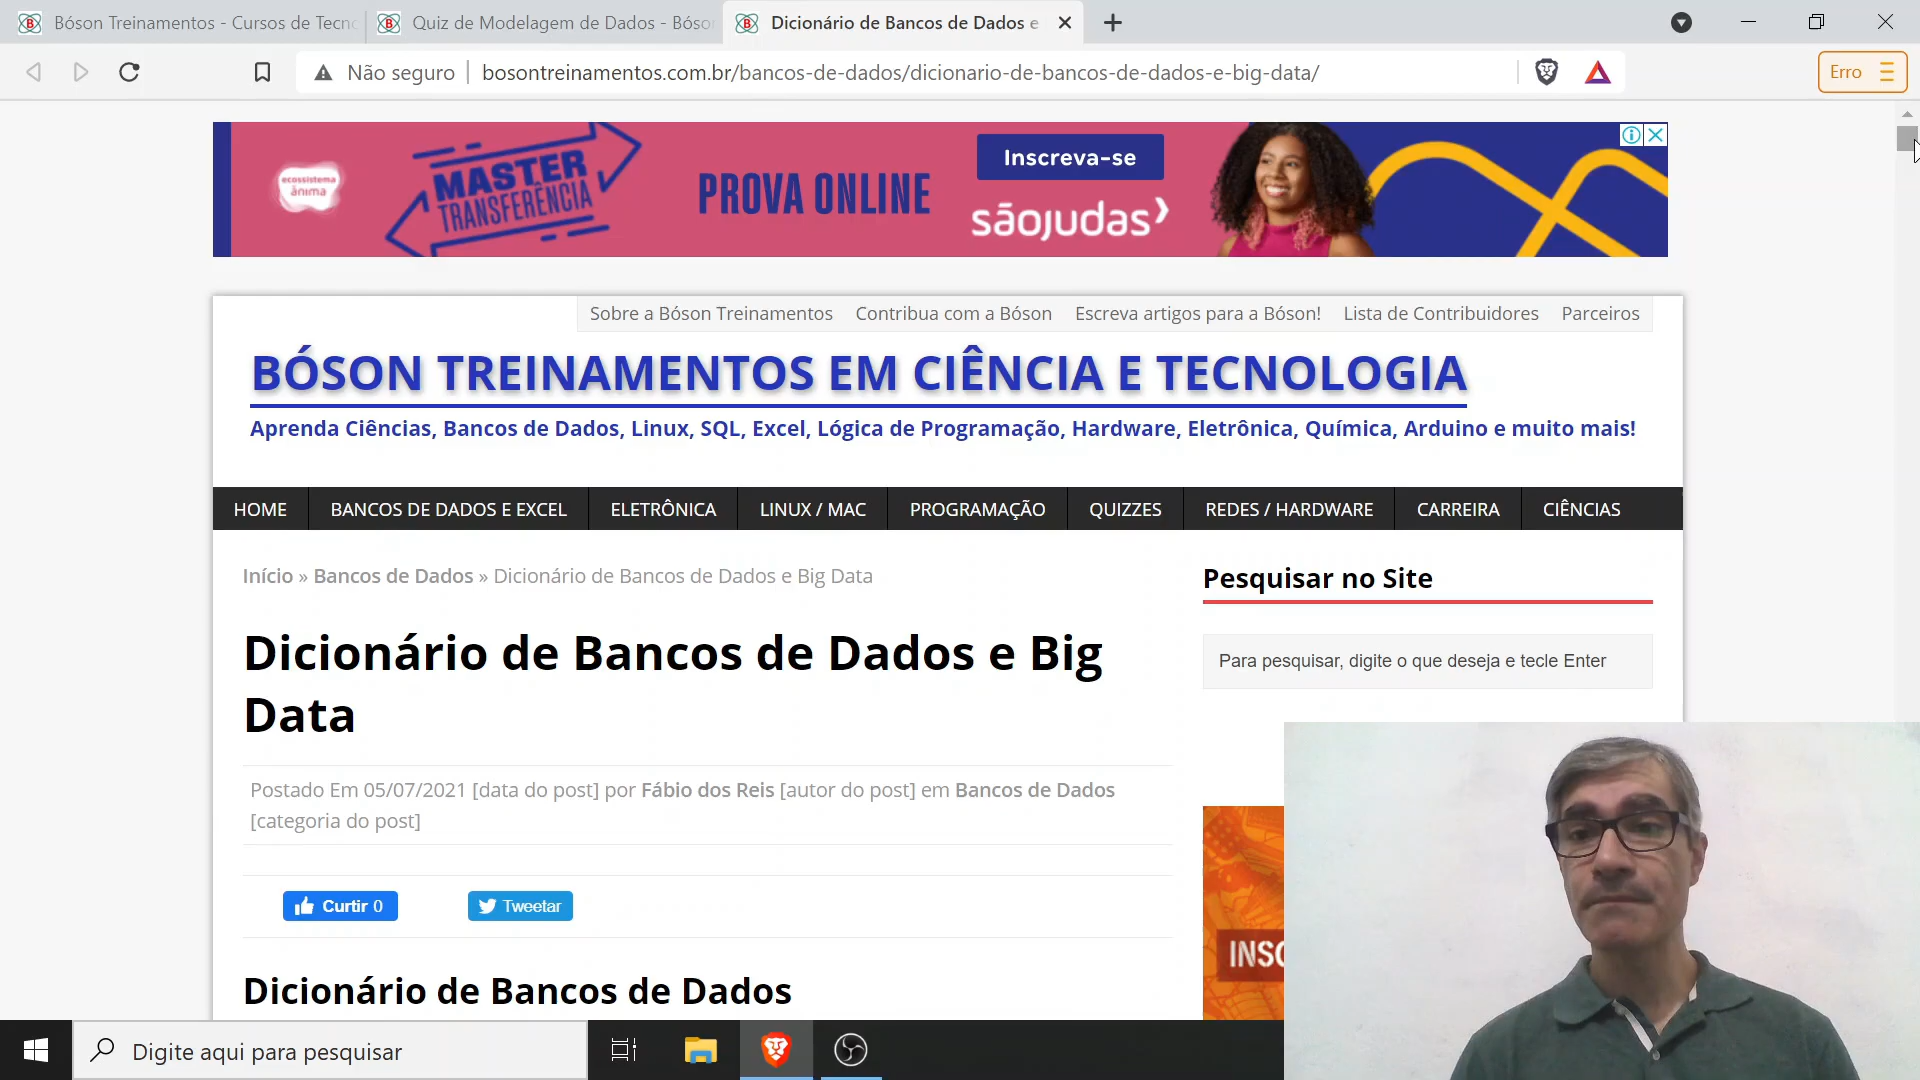 Bóson Treinamentos - Cursos de Tecn
Quiz de Modelagem de Dados - Bóso
Dicionário de Bancos de Dados e
Não seguro
bosontreinamentos.com.br/bancos-de-dados/dicionario-de-bancos-de-dados-e-big-data/
Erro
ecossistema
ânima
MASTER
TRANSFERÊNCIA
PROVA ONLINE
Inscreva-se
sãojudas
Sobre a Bóson Treinamentos
Contribua com a Bóson
Escreva artigos para a Bóson!
Lista de Contribuidores
Parceiros
BÓSON TREINAMENTOS EM CIÊNCIA E TECNOLOGIA
Aprenda Ciências, Bancos de Dados, Linux, SQL, Excel, Lógica de Programação, Hardware, Eletrônica, Química, Arduino e muito mais!
HOME
BANCOS DE DADOS E EXCEL
ELETRÔNICA
LINUX / MAC
PROGRAMAÇÃO
QUIZZES
REDES / HARDWARE
CARREIRA
CIÊNCIAS
Início » Bancos de Dados » Dicionário de Bancos de Dados e Big Data
Dicionário de Bancos de Dados e Big
Data
Postado Em 05/07/2021 [data do post] por Fábio dos Reis [autor do post] em Bancos de Dados
[categoria do post]
Curtir 0
Tweetar
Dicionário de Bancos de Dados
Pesquisar no Site
Para pesquisar, digite o que deseja e tecle Enter
INSC
Digite aqui para pesquisar